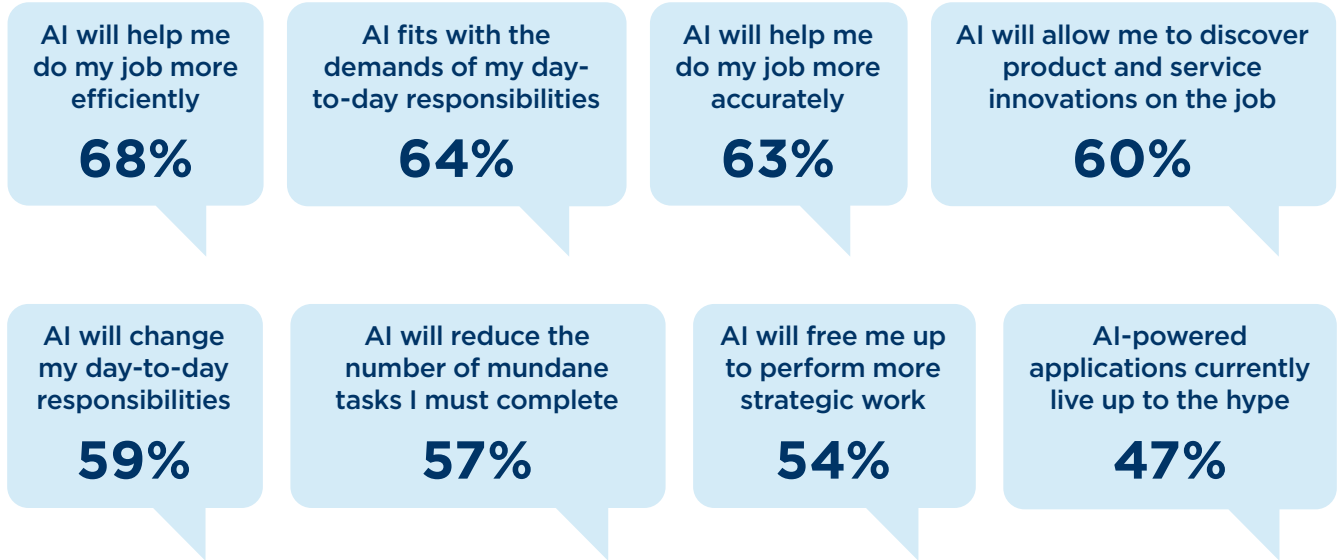 AI will help me
do my job more
efficiently
68%
AI fits with the
demands of my day-
to-day responsibilities
64%
AI will help me
do my job more
accurately
63%
AI will allow me to discover
product and service
innovations on the job
60%
AI will change
my day-to-day
responsibilities
59%
AI will reduce the
number of mundane
tasks I must complete
57%
AI will free me up
to perform more
strategic work
54%
AI-powered
applications currently
live up to the hype
47%